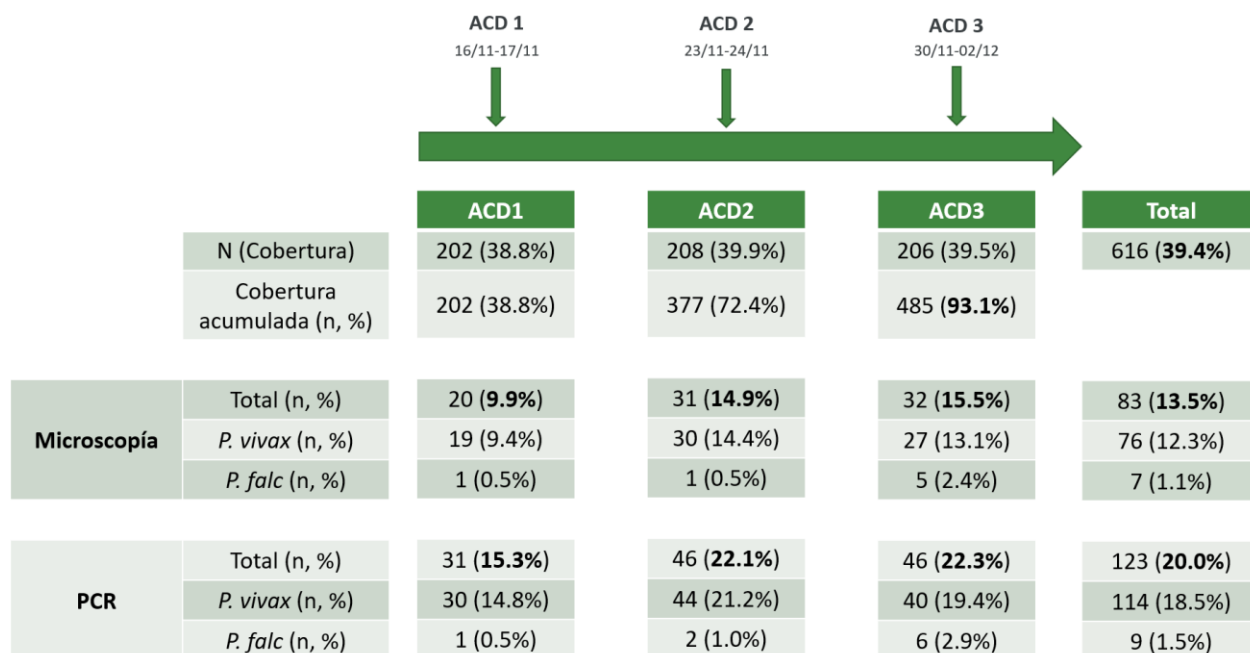 ACD 1 ACD 2 ACD 3
16/11-17/11 23/11-24/11 30/11-02/12
ACD1 ACD2 ACD3 Total
N (Cobertura) 202 (38.8%) 208 (39.9%) 206 (39.5%) 616 (39.4%)
Cobertura
acumulada (n, %) 202 (38.8%) 377 (72.4%) 485 (93.1%)
Total (n, %) 20 (9.9%) 31 (14.9%) 32 (15.5%) 83 (13.5%)
Microscopía P. vivax (n, %) 19 (9.4%) 30 (14.4%) 27 (13.1%) 76 (12.3%)
P. falc (n, %) 1 (0.5%) 1 (0.5%) 5 (2.4%) 7 (1.1%)
Total (n, %) 31 (15.3%) 46 (22.1%) 46 (22.3%) 123 (20.0%)
PCR P. vivax (n, %) 30 (14.8%) 44 (21.2%) 40 (19.4%) 114 (18.5%)
P. falc (n, %) 1 (0.5%) 2 (1.0%) 6 (2.9%) 9 (1.5%)